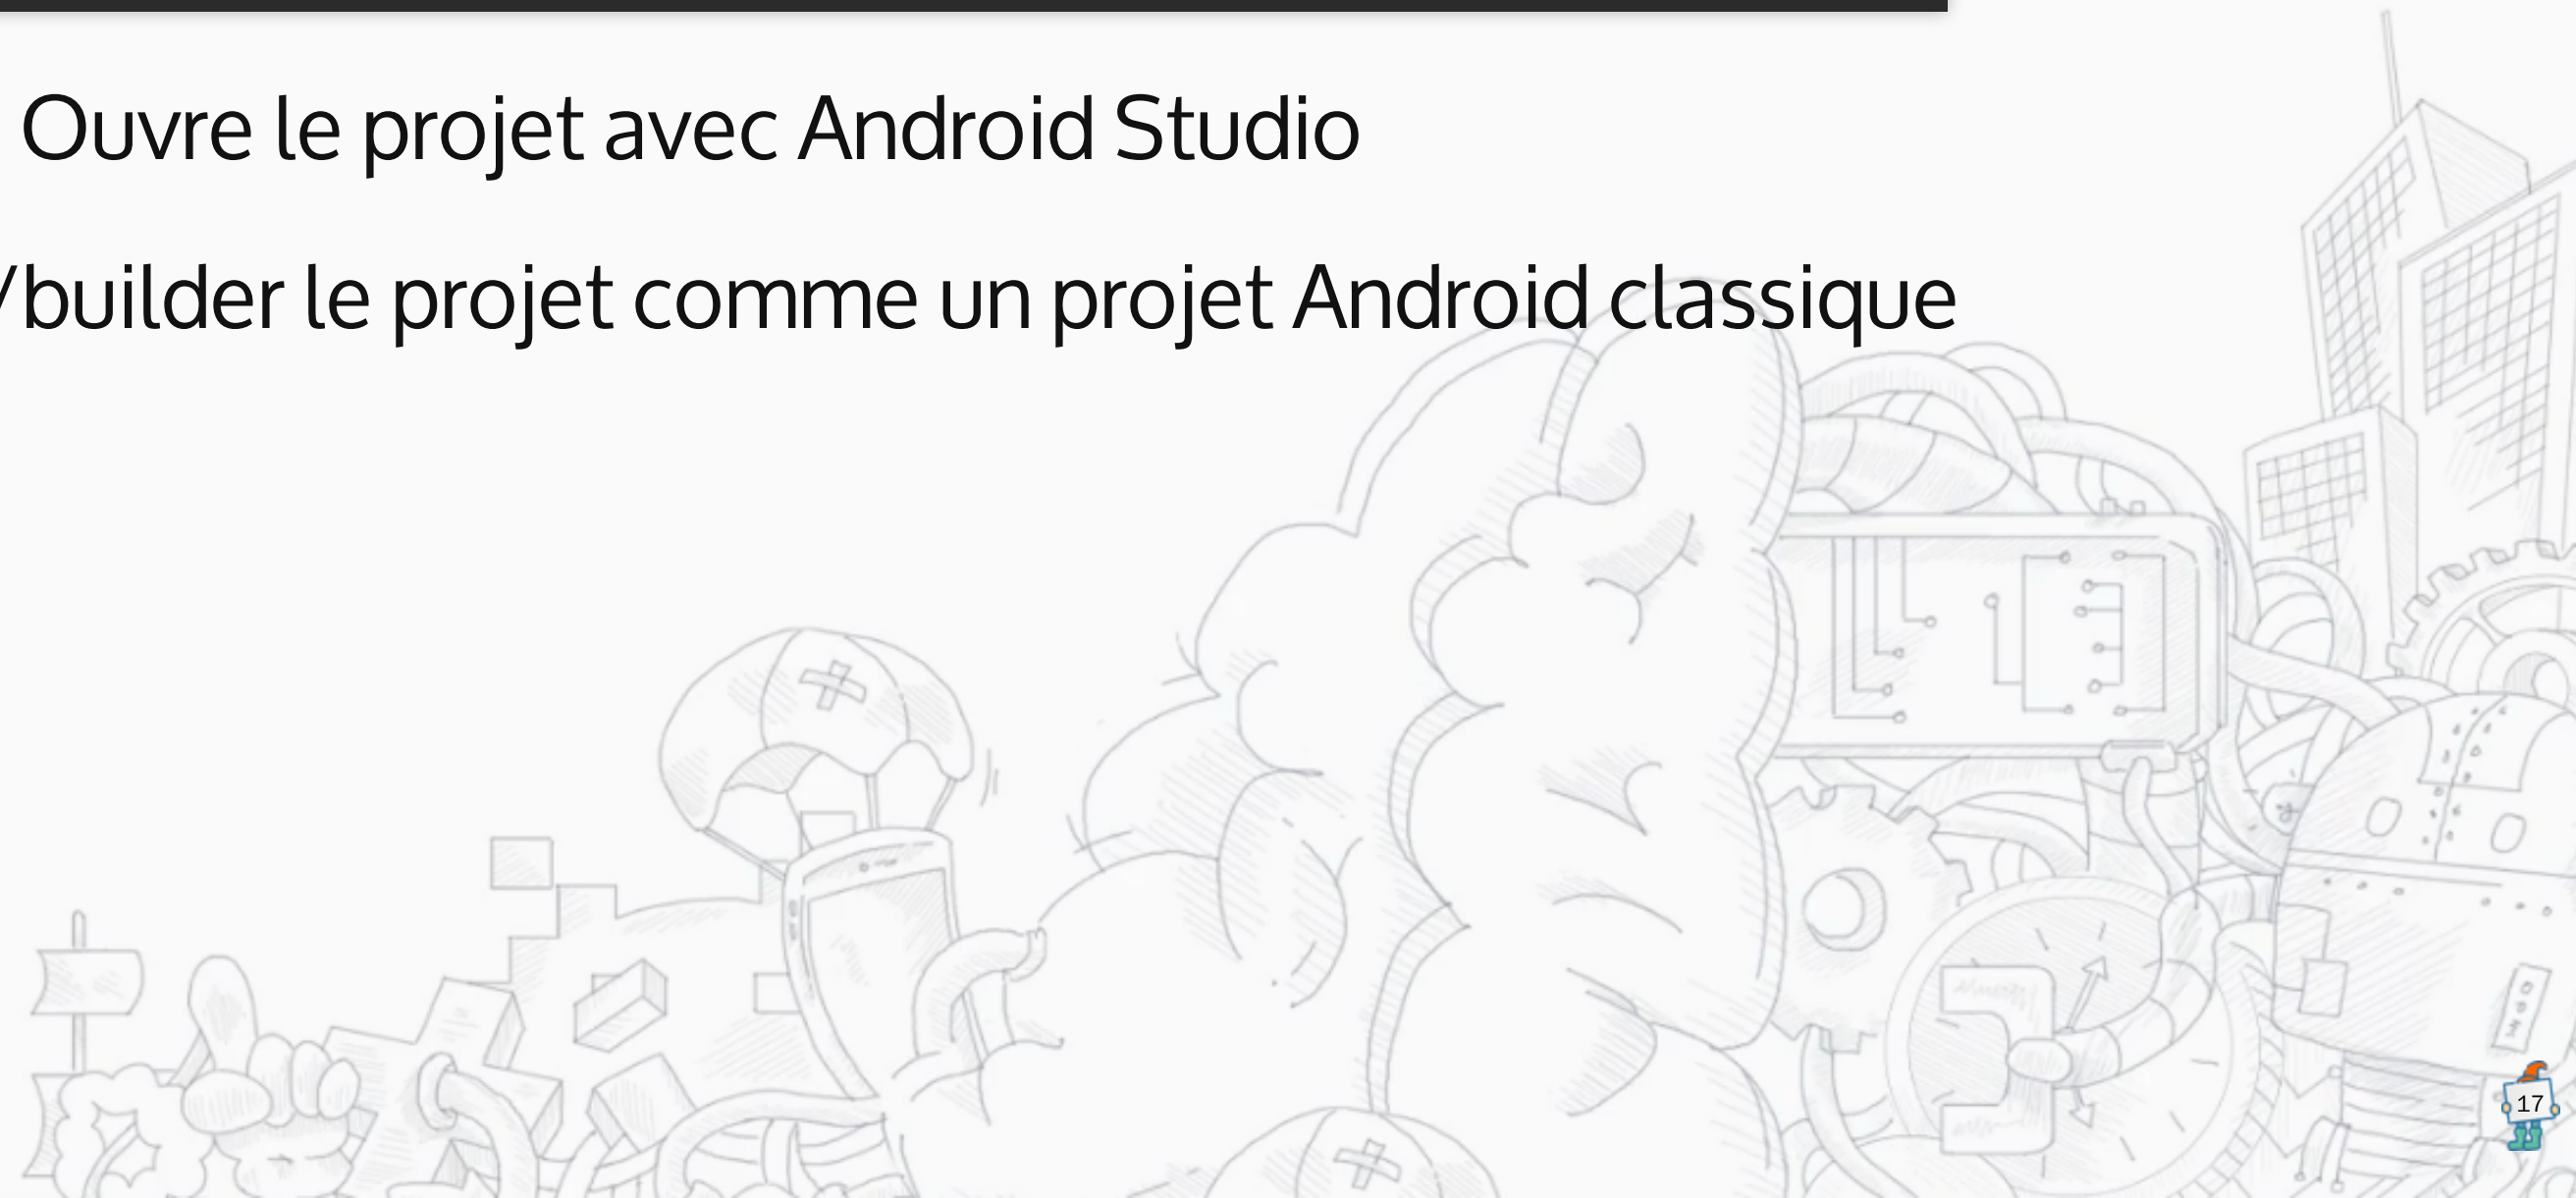 Ouvre le projet avec Android Studio
/builder le projet comme un projet Android classique
17